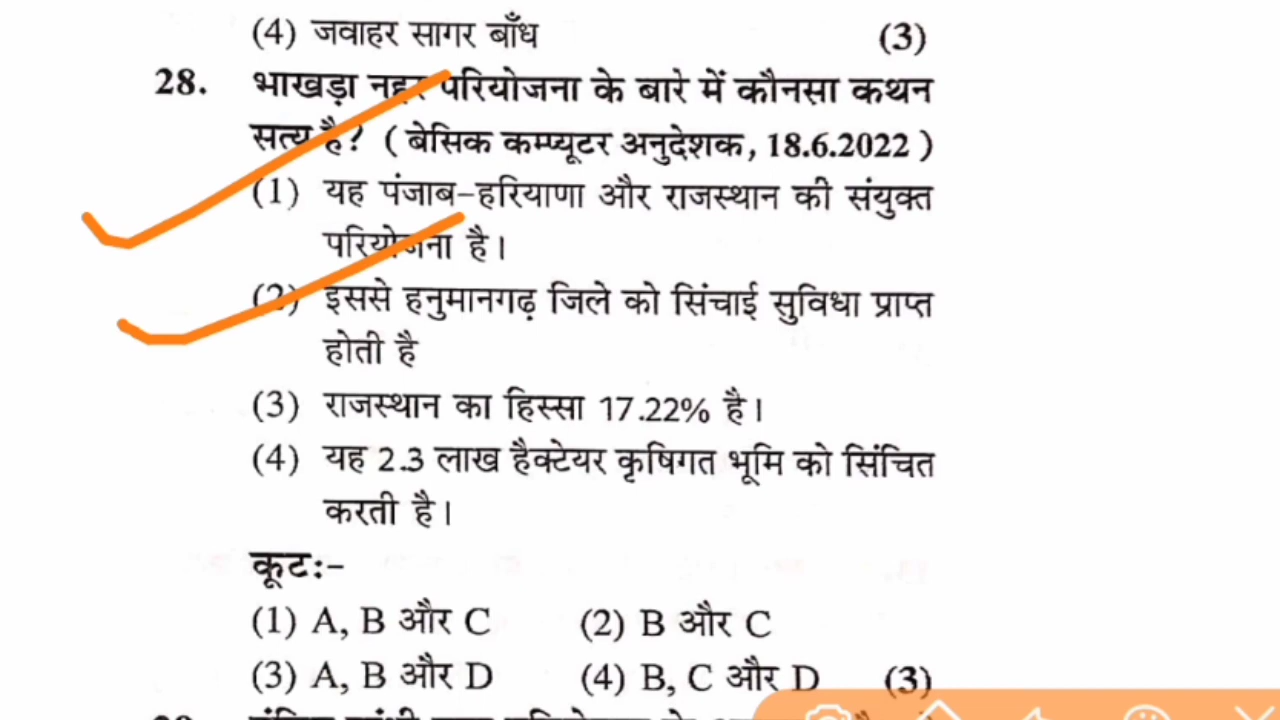 (4) जवाहर सागर बाँध (3)
28. भाखड़ा नहर परियोजना के बारे में कौनसा कथन
सत्य है? ( बेसिक कम्प्यूटर अनुदेशक, 18.6.2022 )
(1) यह पंजाब-हरियाणा और राजस्थान की संयुक्त
परियोजना है।
(2) इससे हनुमानगढ़ जिले को सिंचाई सुविधा प्राप्त
होती है
(3) राजस्थान का हिस्सा 17.22% है।
(4) यह 2.3 लाख हैक्टेयर कृषिगत भूमि को सिंचित
करती है।
कूटः-
(1) A, B और C (2) B और C
(3) A, B और D (4) B, C और D (3)